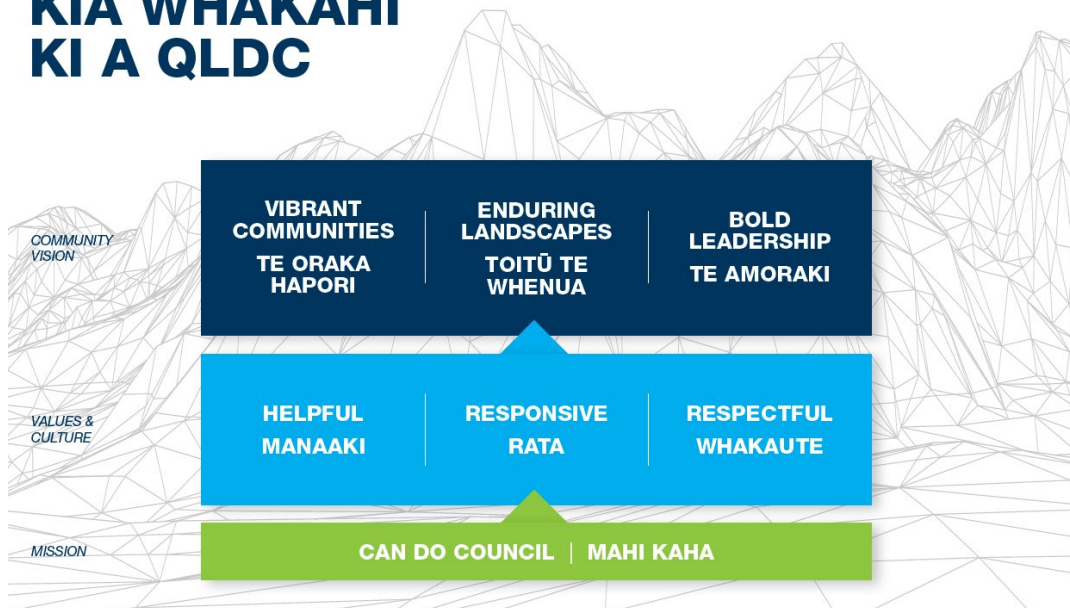 KIA WHAKAHĪ
KI A QLDC
COMMUNITY
VISION
VIBRANT
COMMUNITIES
TE ORAKA
HAPORI
ENDURING
LANDSCAPES
TOITŪ TE
WHENUA
BOLD
LEADERSHIP
TE AMORAKI
VALUES &
CULTURE
HELPFUL
MANAAKI
RESPONSIVE
RATA
RESPECTFUL
WHAKAUTE
MISSION
CAN DO COUNCIL | MAHI KAHA